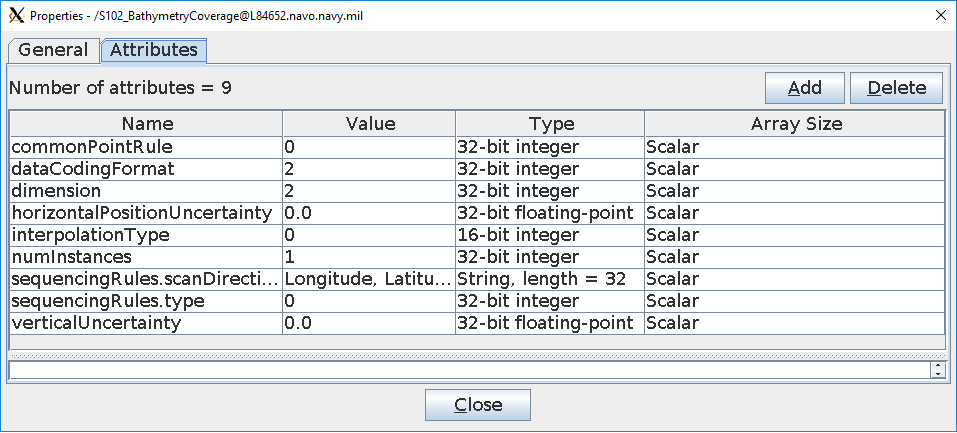 Properties - /S102_BathymetryCoverage@L84652.navo.navy.mil
General Attributes
Number of attributes = 9 Add Delete
Name Value Type Array Size
commonPointRule 0 32-bit integer Scalar
dataCodingFormat 2 32-bit integer Scalar
dimension 2 32-bit integer Scalar
horizontalPositionUncertainty 0.0 32-bit floating-point Scalar
interpolationType 0 16-bit integer Scalar
numInstances 1 32-bit integer Scalar
sequencingRules.scanDirecti... Longitude, Latitu... String, length = 32 Scalar
sequencingRules.type 0 32-bit integer Scalar
verticalUncertainty 0.0 32-bit floating-point Scalar
Close